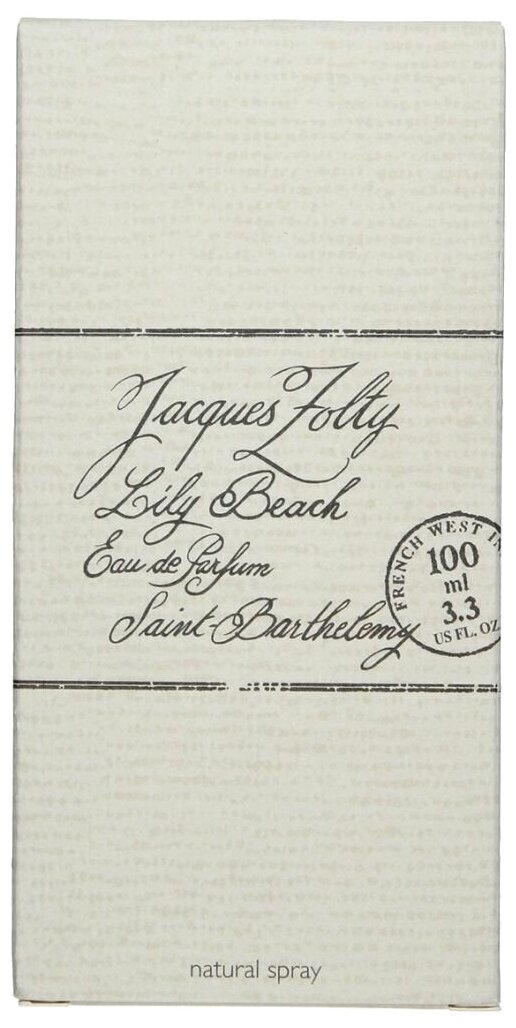 Jacques Zolty
Lily Beach
Eau de Parfum
Saint-Barthelemy
FRENCH WEST IN
100
ml
3.3
US FL. OZ
natural spray